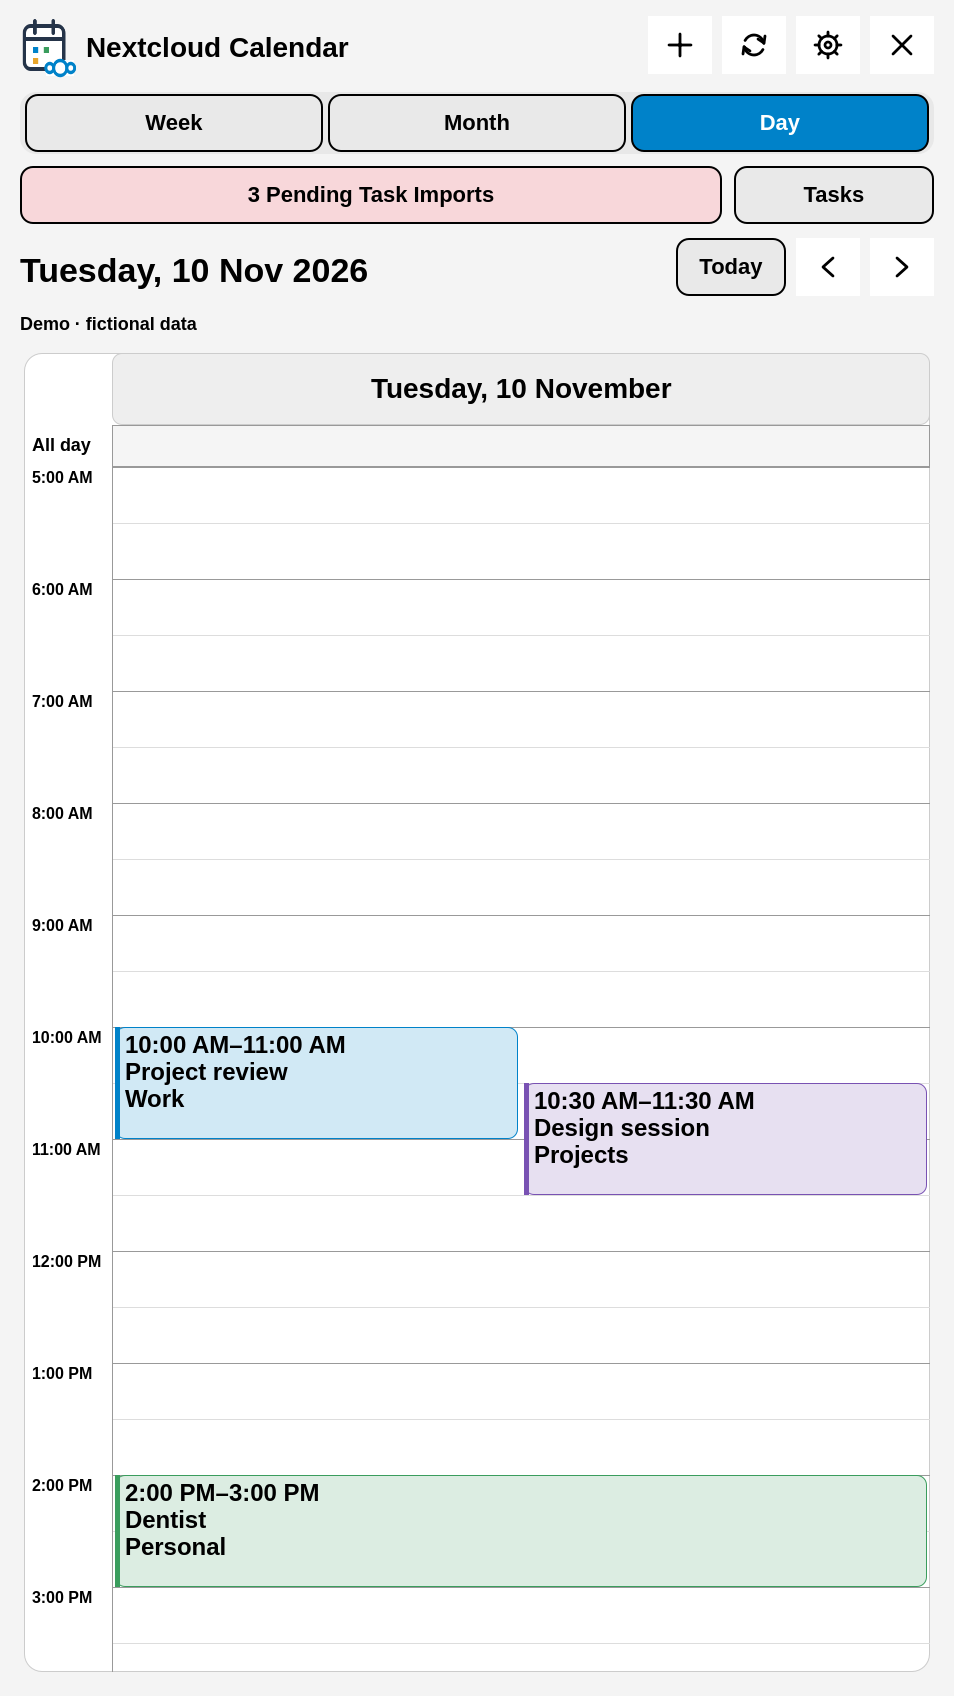 Nextcloud Calendar
Week
Month
Day
3 Pending Task Imports
Tasks
Tuesday, 10 Nov 2026
Today
Demo · fictional data
Tuesday, 10 November
All day
5:00 AM
6:00 AM
7:00 AM
8:00 AM
9:00 AM
10:00 AM
10:00 AM–11:00 AM
Project review
Work
10:30 AM–11:30 AM
Design session
Projects
11:00 AM
12:00 PM
1:00 PM
2:00 PM
2:00 PM–3:00 PM
Dentist
Personal
3:00 PM